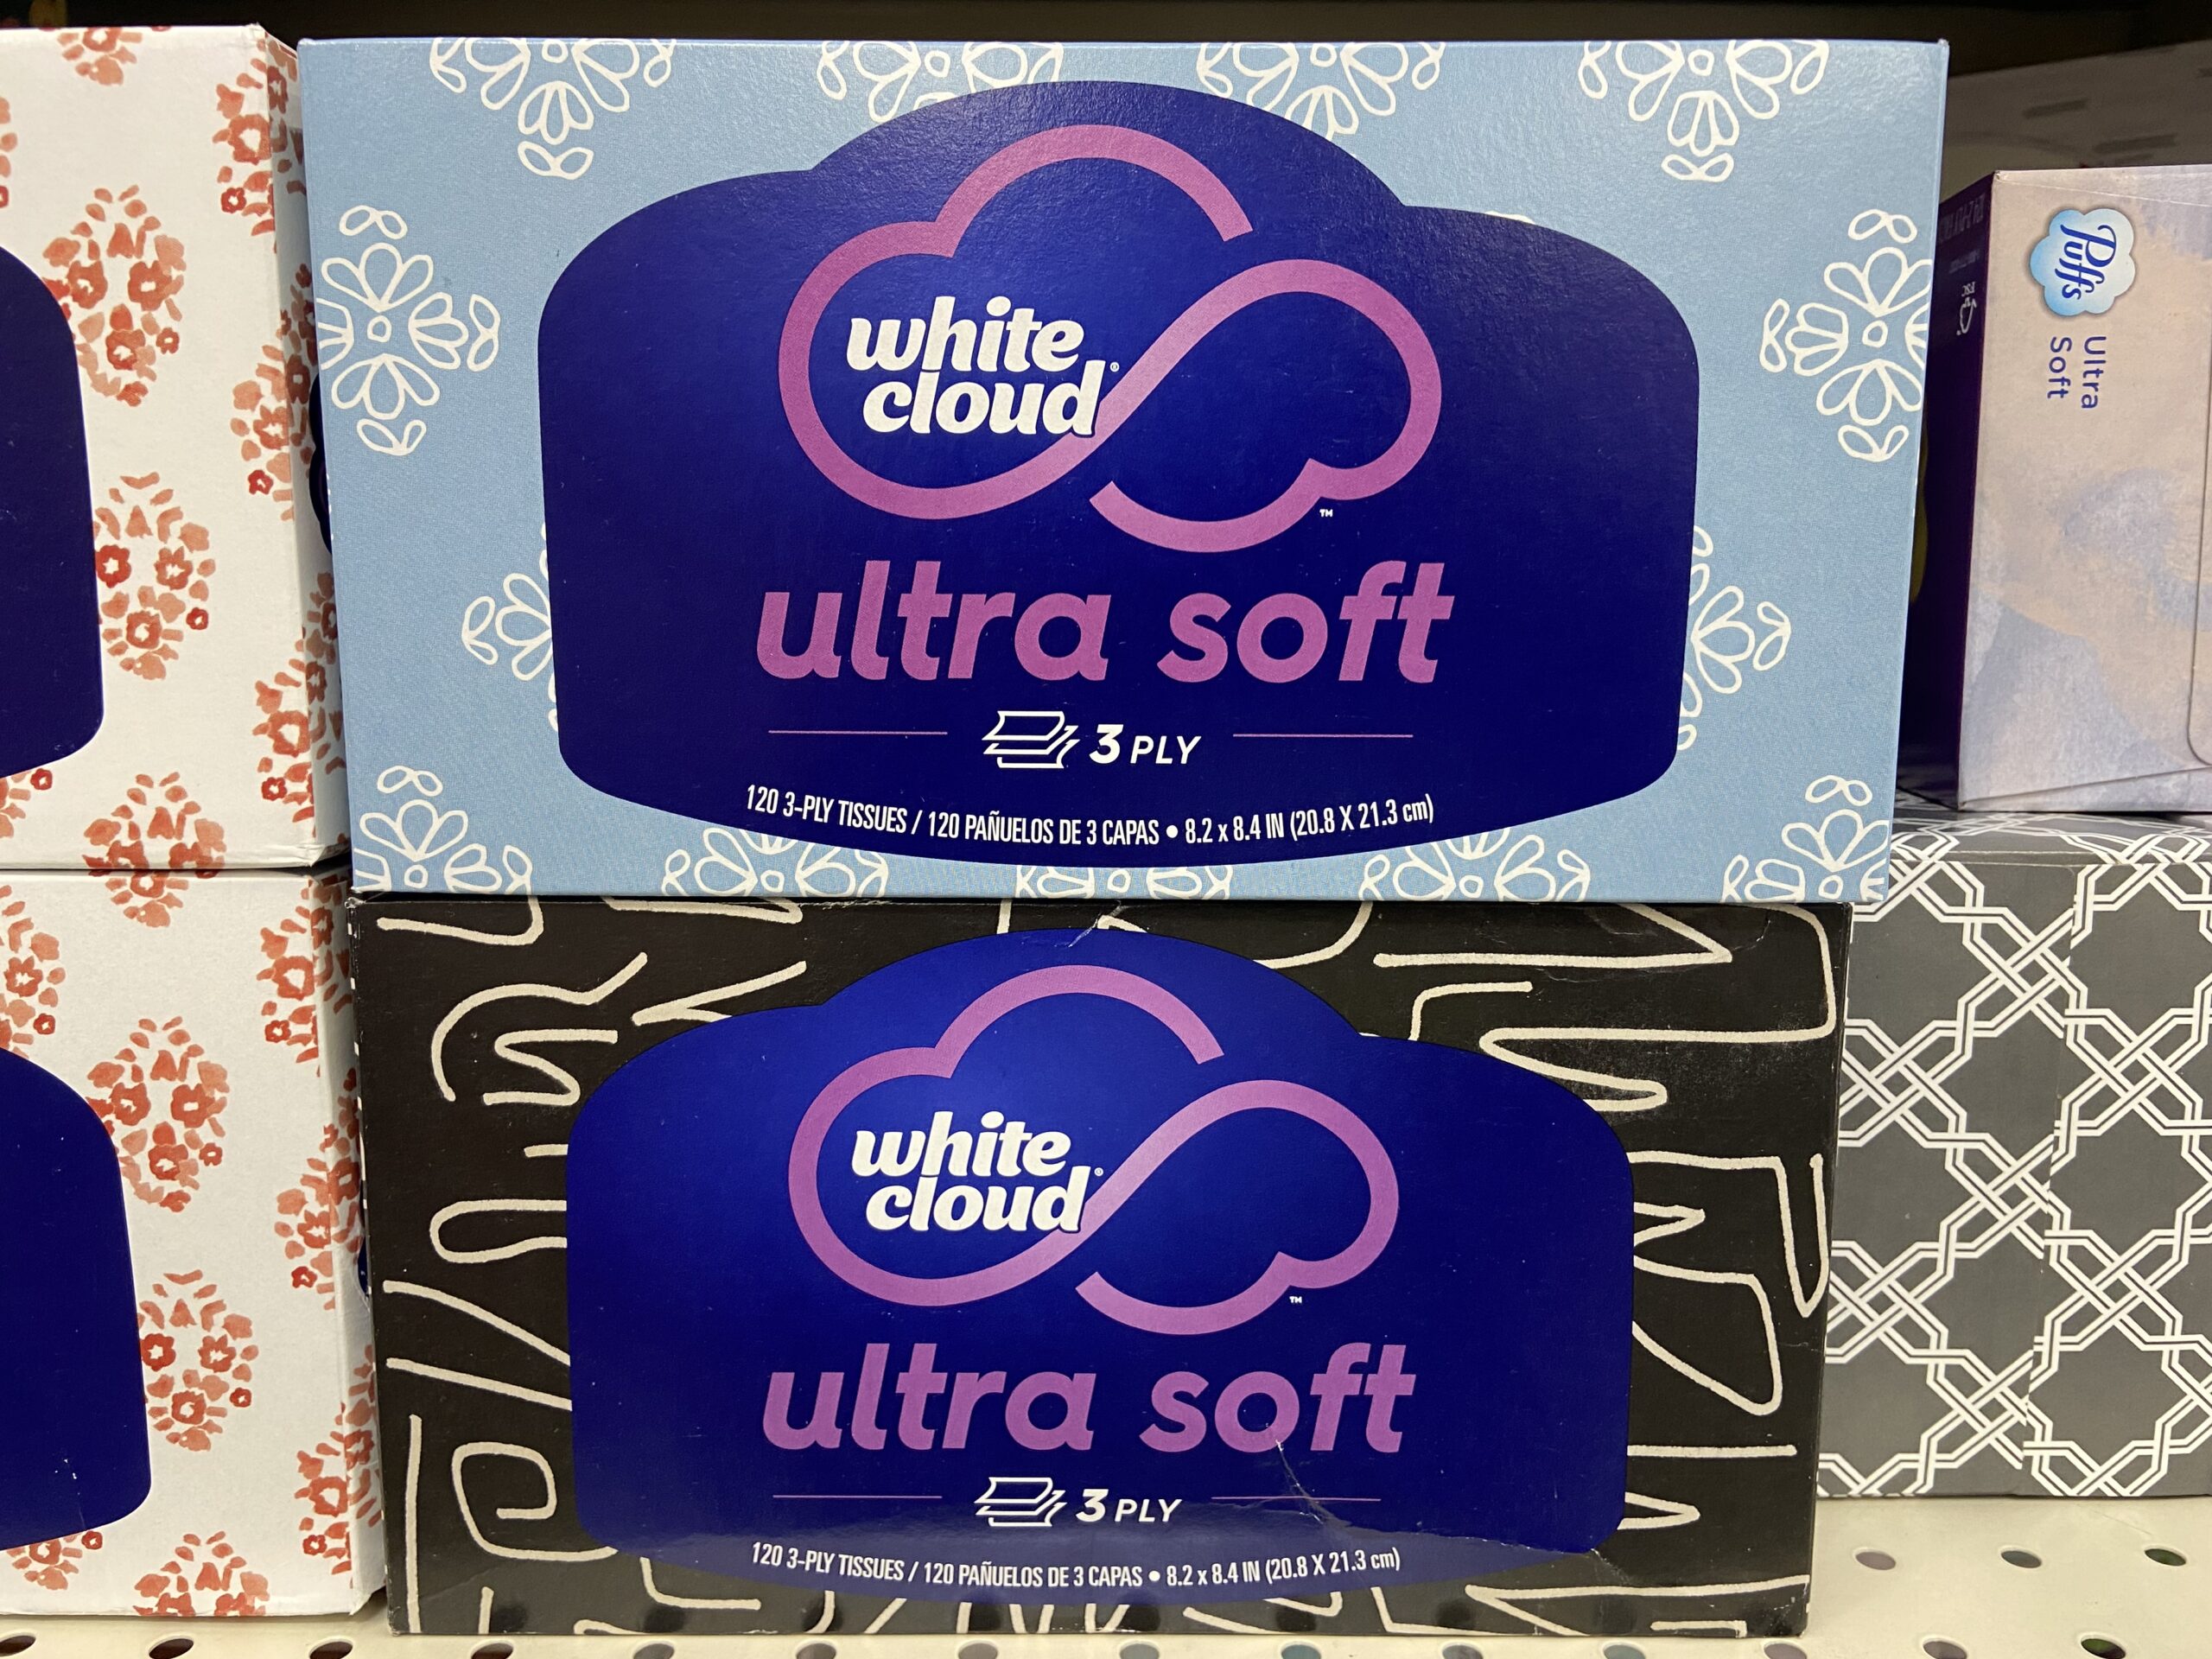 white
cloud®
™
ultra soft
3 PLY
120 3-PLY TISSUES / 120 PAÑUELOS DE 3 CAPAS • 8.2 x 8.4 IN (20.8 X 21.3 cm)
white
cloud®
™
ultra soft
3 PLY
120 3-PLY TISSUES / 120 PAÑUELOS DE 3 CAPAS • 8.2 x 8.4 IN (20.8 X 21.3 cm)
Puffs
Ultra
Soft